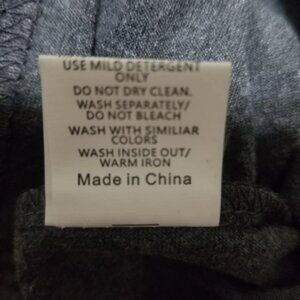 USE MILD DETERGENT
ONLY
DO NOT DRY CLEAN.
WASH SEPARATELY/
DO NOT BLEACH
WASH WITH SIMILIAR
COLORS
WASH INSIDE OUT/
WARM IRON
Made in China